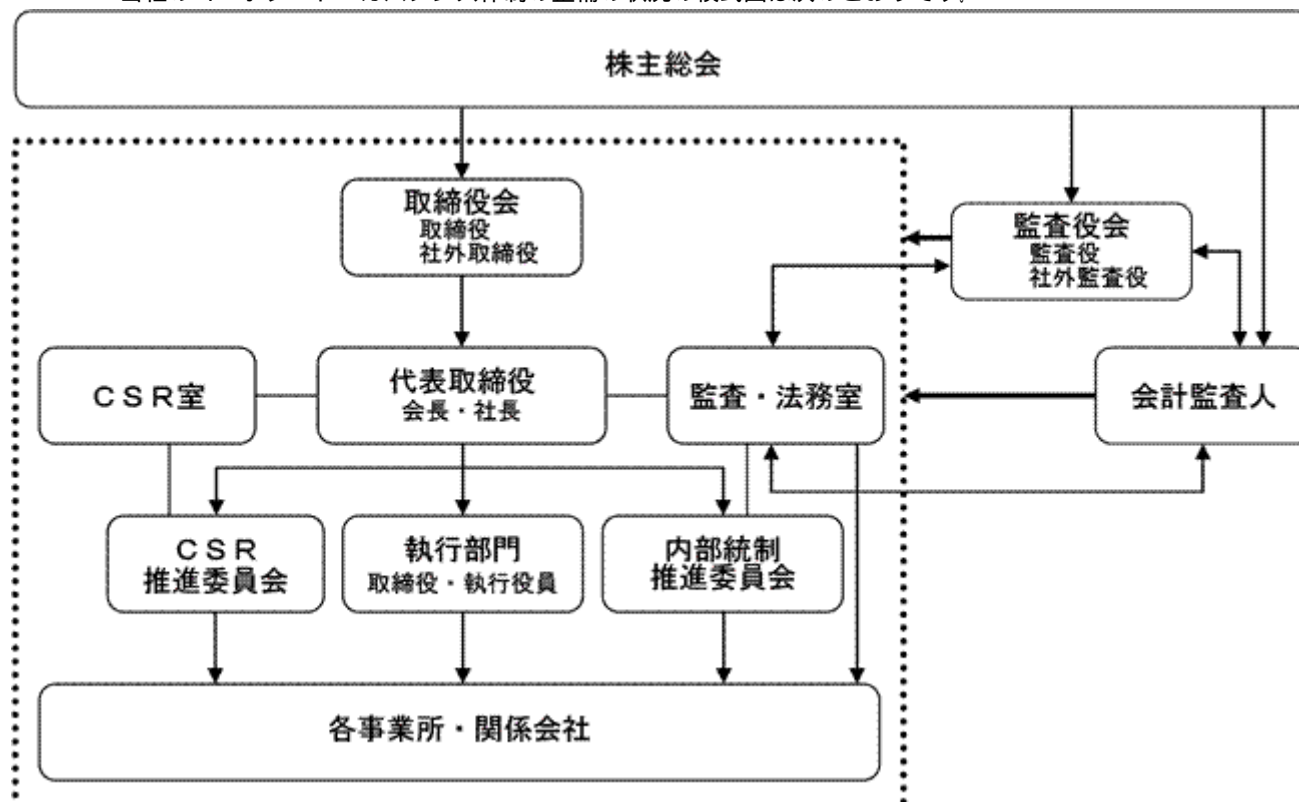 株主総会
取締役会
取締役
社外取締役
監査役会
監査役
社外監査役
ＣＳＲ室
代表取締役
会長・社長
監査・法務室
会計監査人
ＣＳＲ
推進委員会
執行部門
取締役・執行役員
内部統制
推進委員会
各事業所・関係会社